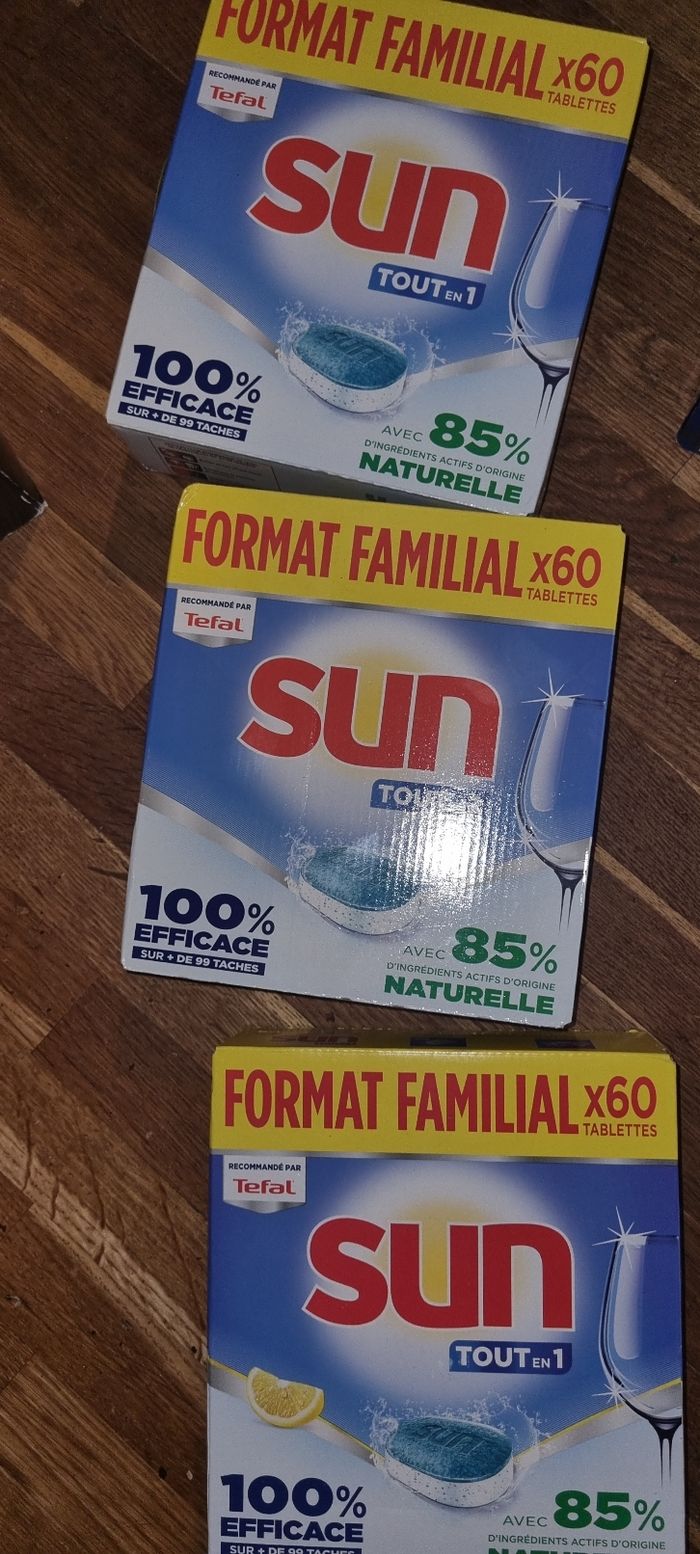 FORMAT FAMILIAL x60
TABLETTES
RECOMMANDÉ PAR
Tefal
sun
TOUT EN 1
sun
100%
EFFICACE
SUR + DE 99 TACHES
AVEC 85%
D'INGRÉDIENTS ACTIFS D'ORIGINE
NATURELLE
FORMAT FAMILIAL x60
TABLETTES
RECOMMANDÉ PAR
Tefal
sun
100%
EFFICACE
SUR + DE 99 TACHES
AVEC 85%
D'INGRÉDIENTS ACTIFS D'ORIGINE
NATURELLE
sun
FORMAT FAMILIAL x60
TABLETTES
RECOMMANDÉ PAR
Tefal
sun
TOUT EN 1
sun
100%
EFFICACE
SUR + DE 99 TACHES
AVEC 85%
D'INGRÉDIENTS ACTIFS D'ORIGINE